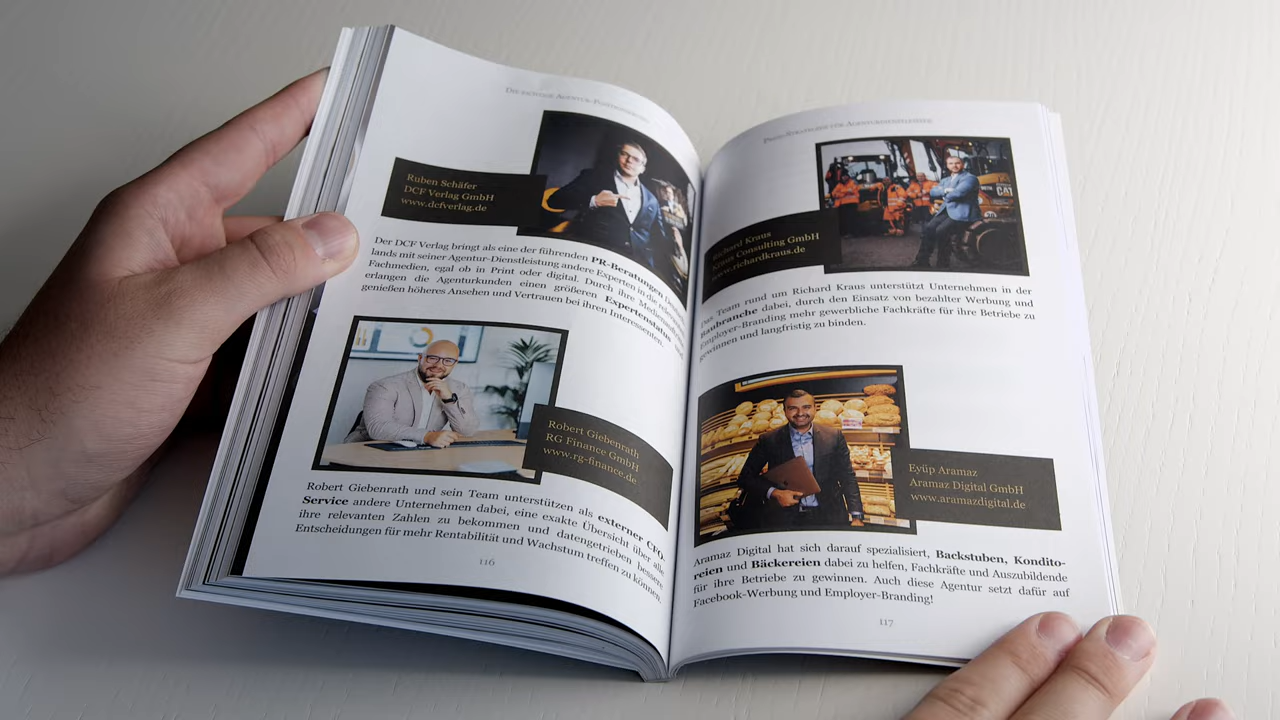 Ruben Schäfer
DCF Verlag GmbH
www.dcfverlag.de
Der DCF Verlag bringt als eine der führenden PR-Beratungen
lands mit seiner Agentur-Dienstleistung andere Experten in die
Fachmedien, egal ob in Print oder digital. Durch ihre
erlangen die Agenturkunden einen größeren Expertenstatus und
genießen höheres Ansehen und Vertrauen bei ihren Interessenten.
Robert Giebenrath
RG Finance GmbH
www.rg-finance.de
Robert Giebenrath und sein Team unterstützen als externer CFO-
Service andere Unternehmen dabei, eine exakte Übersicht über alle
ihre relevanten Zahlen zu bekommen und datengetrieben bessere
Entscheidungen für mehr Rentabilität und Wachstum treffen zu können.
116
CAT
Richard Kraus
Kraus Consulting GmbH
www.richardkraus.de
Das Team rund um Richard Kraus unterstützt Unternehmen in der
Baubranche dabei, durch den Einsatz von bezahlter Werbung und
Employer-Branding mehr gewerbliche Fachkräfte für ihre Betriebe zu
gewinnen und langfristig zu binden.
Eyüp Aramaz
Aramaz Digital GmbH
www.aramazdigital.de
Aramaz Digital hat sich darauf spezialisiert, Backstuben, Kondito-
reien und Bäckereien dabei zu helfen, Fachkräfte und Auszubildende
für ihre Betriebe zu gewinnen. Auch diese Agentur setzt dafür auf
Facebook-Werbung und Employer-Branding!
117